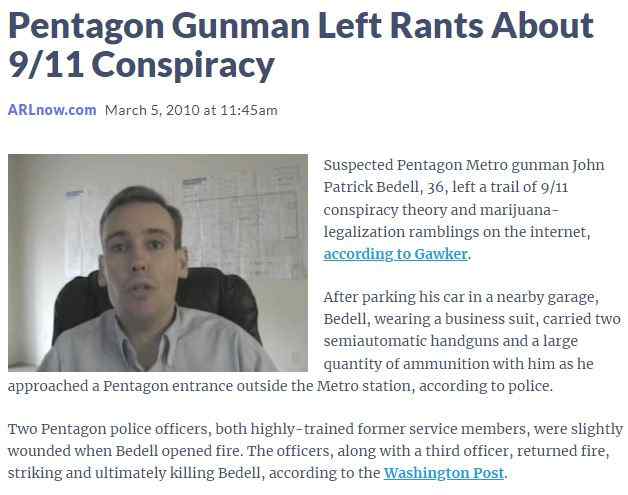 Pentagon Gunman Left Rants About
9/11 Conspiracy
ARLnow.com March 5, 2010 at 11:45am
Suspected Pentagon Metro gunman John
Patrick Bedell, 36, left a trail of 9/11
conspiracy theory and marijuana-
legalization ramblings on the internet,
according to Gawker.
After parking his car in a nearby garage,
Bedell, wearing a business suit, carried two
semiautomatic handguns and a large
quantity of ammunition with him as he
approached a Pentagon entrance outside the Metro station, according to police.
Two Pentagon police officers, both highly-trained former service members, were slightly
wounded when Bedell opened fire. The officers, along with a third officer, returned fire,
striking and ultimately killing Bedell, according to the Washington Post.